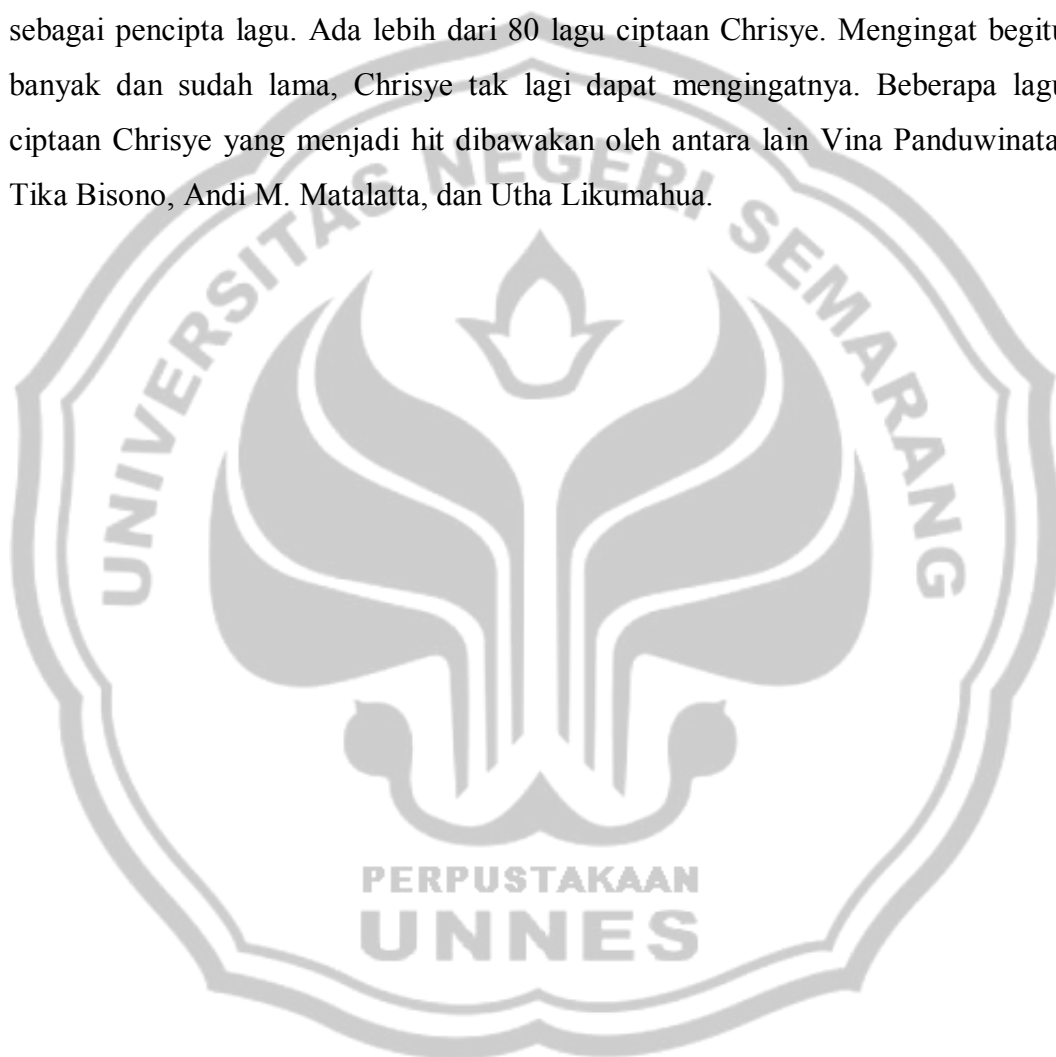 sebagai pencipta lagu. Ada lebih dari 80 lagu ciptaan Chrisye. Mengingat begitu
banyak dan sudah lama, Chrisye tak lagi dapat mengingatnya. Beberapa lagu
ciptaan Chrisye yang menjadi hit dibawakan oleh antara lain Vina Panduwinata
Tika Bisono, Andi M. Matalatta, dan Utha Likumahua.
UNIVERSITAS NEGERI SEMARANG
PERPUSTAKAAN
UNNES